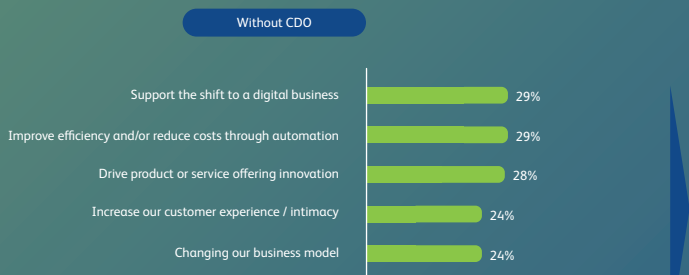 Without CDO
Support the shift to a digital business 29%
Improve efficiency and/or reduce costs through automation 29%
Drive product or service offering innovation 28%
Increase our customer experience / intimacy 24%
Changing our business model 24%